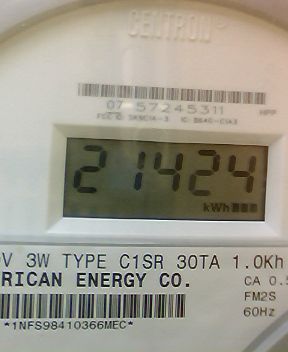 CENTRON
07 57245311 HPP
21424
kWh
V 3W TYPE C1SR 30TA 1.0Kh
RICAN ENERGY CO.
CA 0.5
FM2S
60Hz
*1NFS98410366MEC*